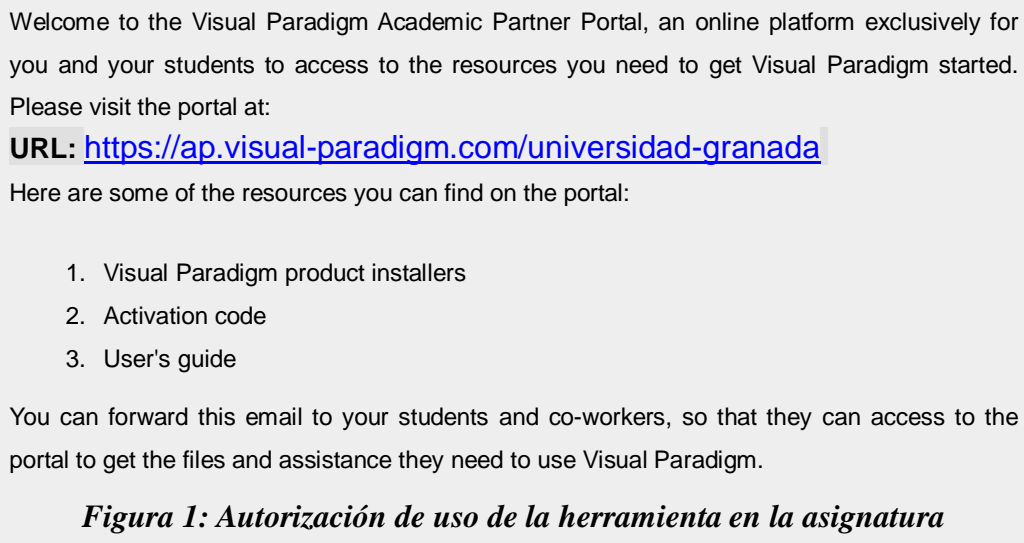 Welcome to the Visual Paradigm Academic Partner Portal, an online platform exclusively for
you and your students to access to the resources you need to get Visual Paradigm started.
Please visit the portal at:
URL: https://ap.visual-paradigm.com/universidad-granada
Here are some of the resources you can find on the portal:
1. Visual Paradigm product installers
2. Activation code
3. User's guide
You can forward this email to your students and co-workers, so that they can access to the
portal to get the files and assistance they need to use Visual Paradigm.
Figura 1: Autorización de uso de la herramienta en la asignatura